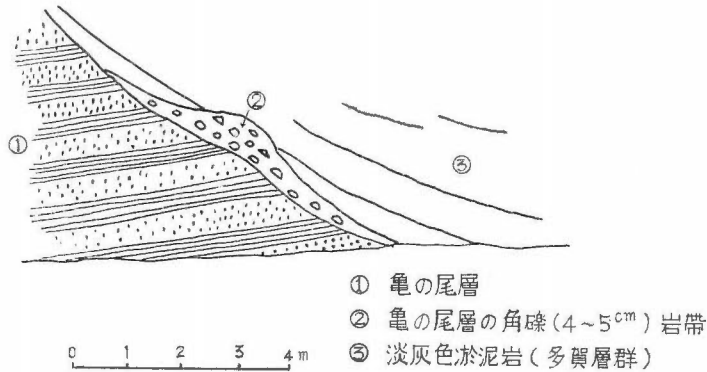 ①
②
③
① 亀の尾層
② 亀の尾層の角礫(4~5cm)岩帯
③ 淡灰色淤泥岩(多賀層群)
0 1 2 3 4 m